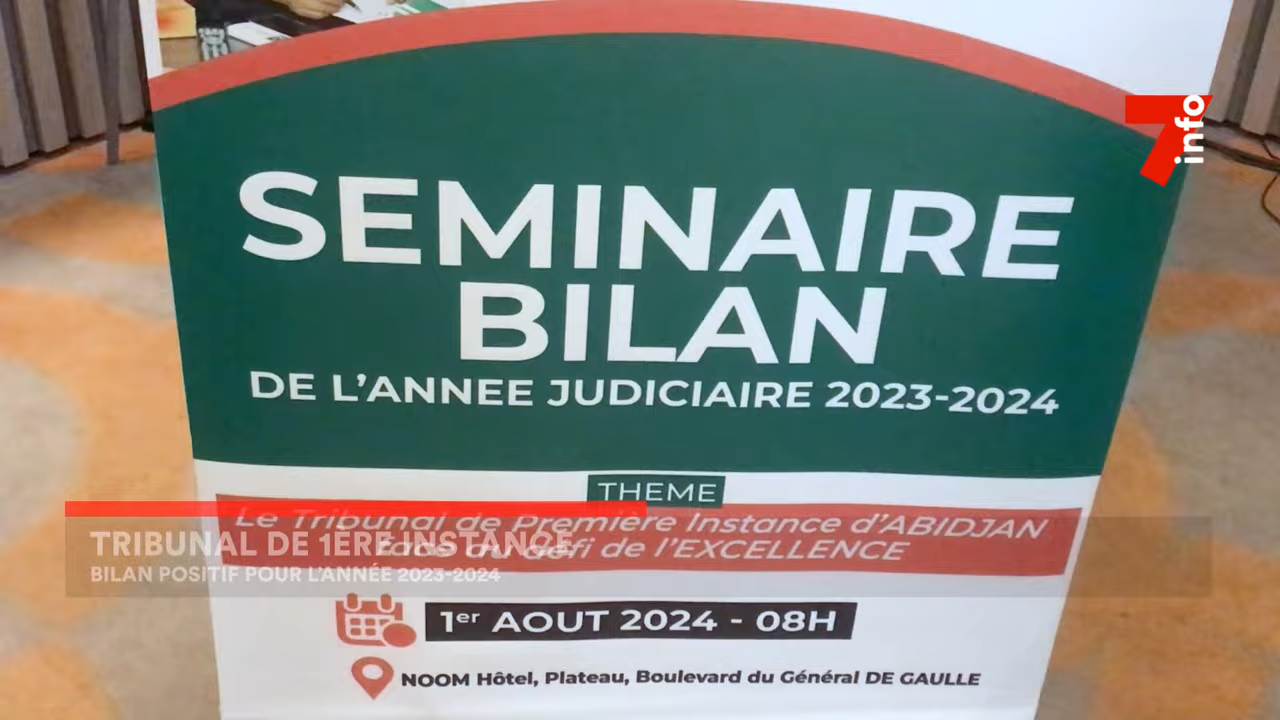 7
info
SEMINAIRE
BILAN
DE L'ANNEE JUDICIAIRE 2023-2024
THEME
Le Tribunal de Première Instance d'ABIDJAN
face au défi de l'EXCELLENCE
TRIBUNAL DE 1ÈRE INSTANCE
BILAN POSITIF POUR L'ANNÉE 2023-2024
1er AOUT 2024 - 08H
NOOM Hôtel, Plateau, Boulevard du Général DE GAULLE